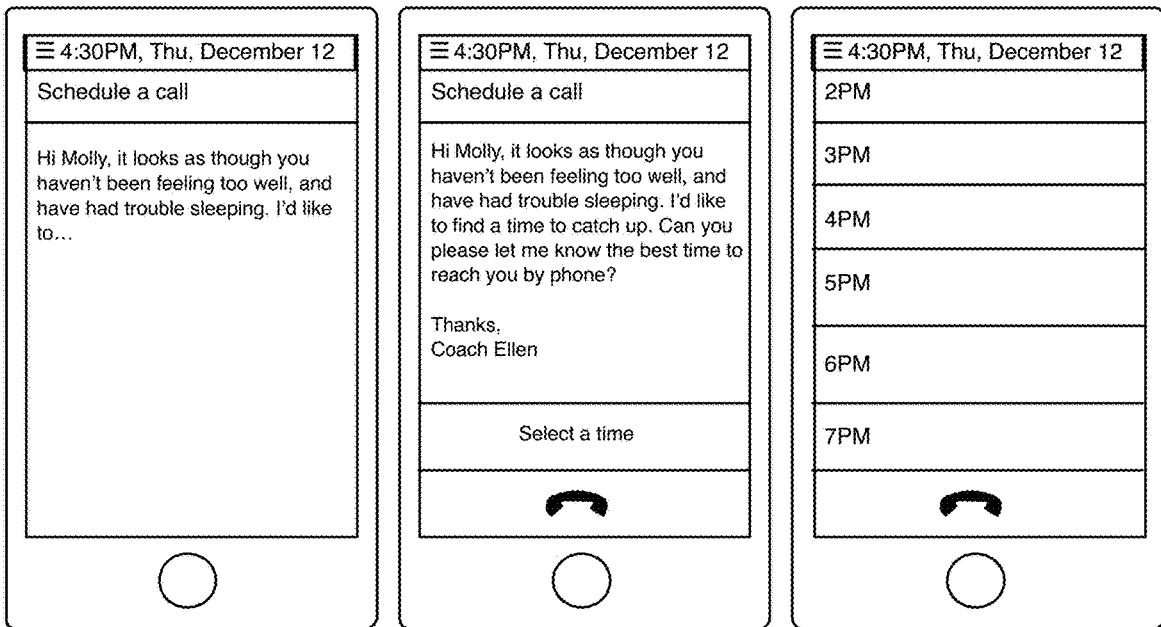 ☰ 4:30PM, Thu, December 12
Schedule a call
Hi Molly, it looks as though you
haven't been feeling too well, and
have had trouble sleeping. I'd like
to...
☰ 4:30PM, Thu, December 12
Schedule a call
Hi Molly, it looks as though you
haven't been feeling too well, and
have had trouble sleeping. I'd like
to find a time to catch up. Can you
please let me know the best time to
reach you by phone?
Thanks,
Coach Ellen
Select a time
☰ 4:30PM, Thu, December 12
2PM
3PM
4PM
5PM
6PM
7PM